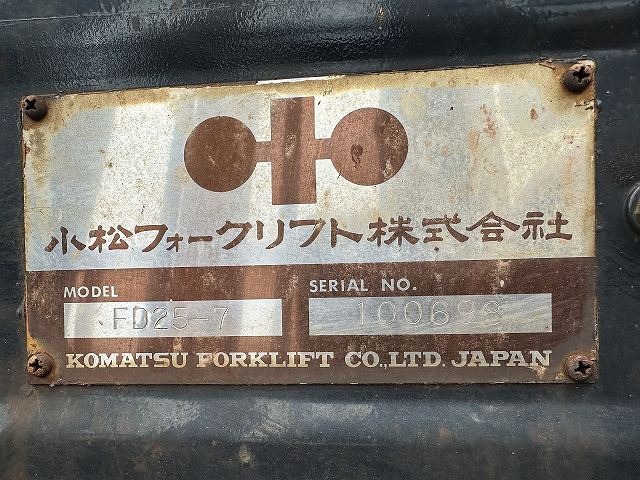 小松フォークリフト株式会社
MODEL SERIAL NO.
FD25-7 100698
KOMATSU FORKLIFT CO.,LTD. JAPAN